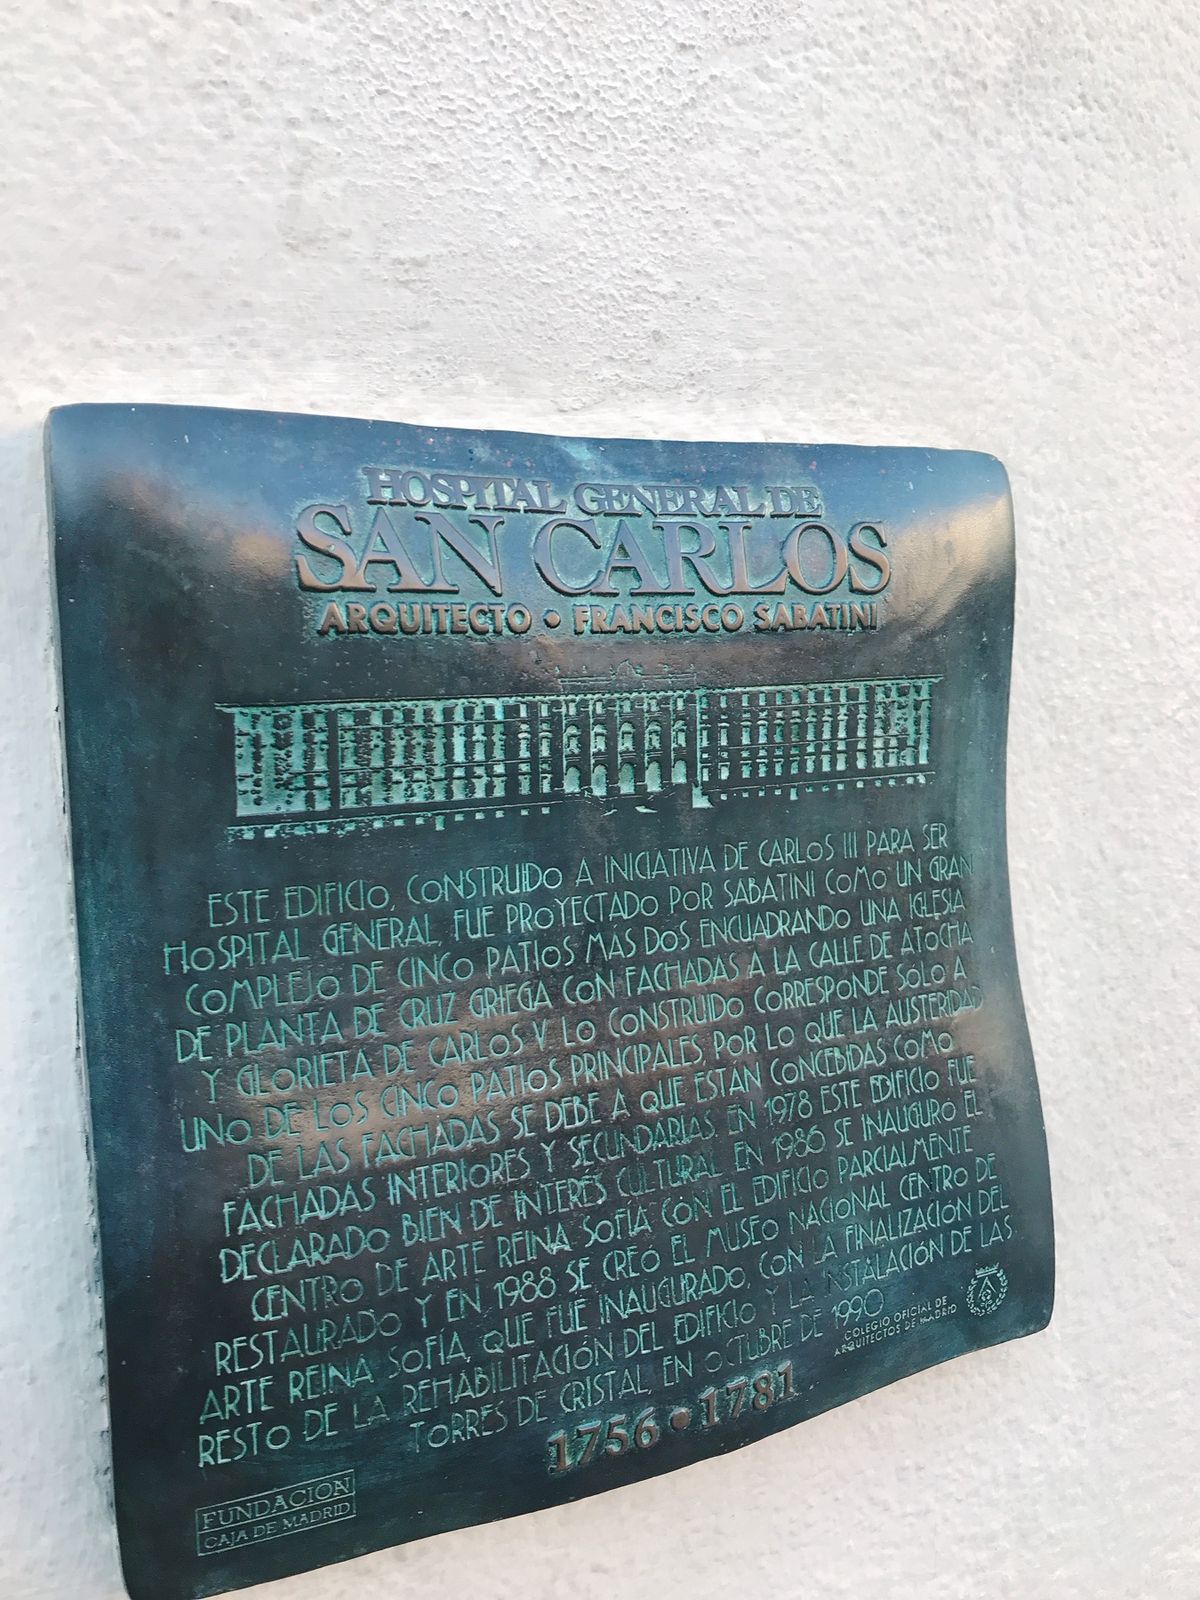 HOSPITAL GENERAL DE
SAN CARLOS
ARQUITECTO • FRANCISCO SABATINI
ESTE EDIFICIO, CONSTRUIDO A INICIATIVA DE CARLOS III PARA SER
HOSPITAL GENERAL, FUE PROYECTADO POR SABATINI COMO UN GRAN
COMPLEJO DE CINCO PATIOS MAS DOS ENCUADRANDO UNA IGLESIA
DE PLANTA DE CRUZ GRIEGA CON FACHADAS A LA CALLE DE ATOCHA
Y GLORIETA DE CARLOS V. LO CONSTRUIDO CORRESPONDE SÓLO A
UNO DE LOS CINCO PATIOS PRINCIPALES, POR LO QUE LA AUSTERIDAD
DE LAS FACHADAS SE DEBE A QUE ESTAN CONCEBIDAS COMO
FACHADAS INTERIORES Y SECUNDARIAS. EN 1978 ESTE EDIFICIO FUE
DECLARADO BIEN DE INTERÉS CULTURAL. EN 1986 SE INAUGURÓ EL
CENTRO DE ARTE REINA SOFÍA CON EL EDIFICIO PARCIALMENTE
RESTAURADO Y EN 1988 SE CREÓ EL MUSEO NACIONAL CENTRO DE
ARTE REINA SOFÍA, QUE FUE INAUGURADO, CON LA FINALIZACIÓN DEL
RESTO DE LA REHABILITACIÓN DEL EDIFICIO Y LA INSTALACIÓN DE LAS
TORRES DE CRISTAL, EN OCTUBRE DE 1990
COLEGIO OFICIAL DE
ARQUITECTOS DE MADRID
1756 • 1781
FUNDACIÓN
CAJA DE MADRID